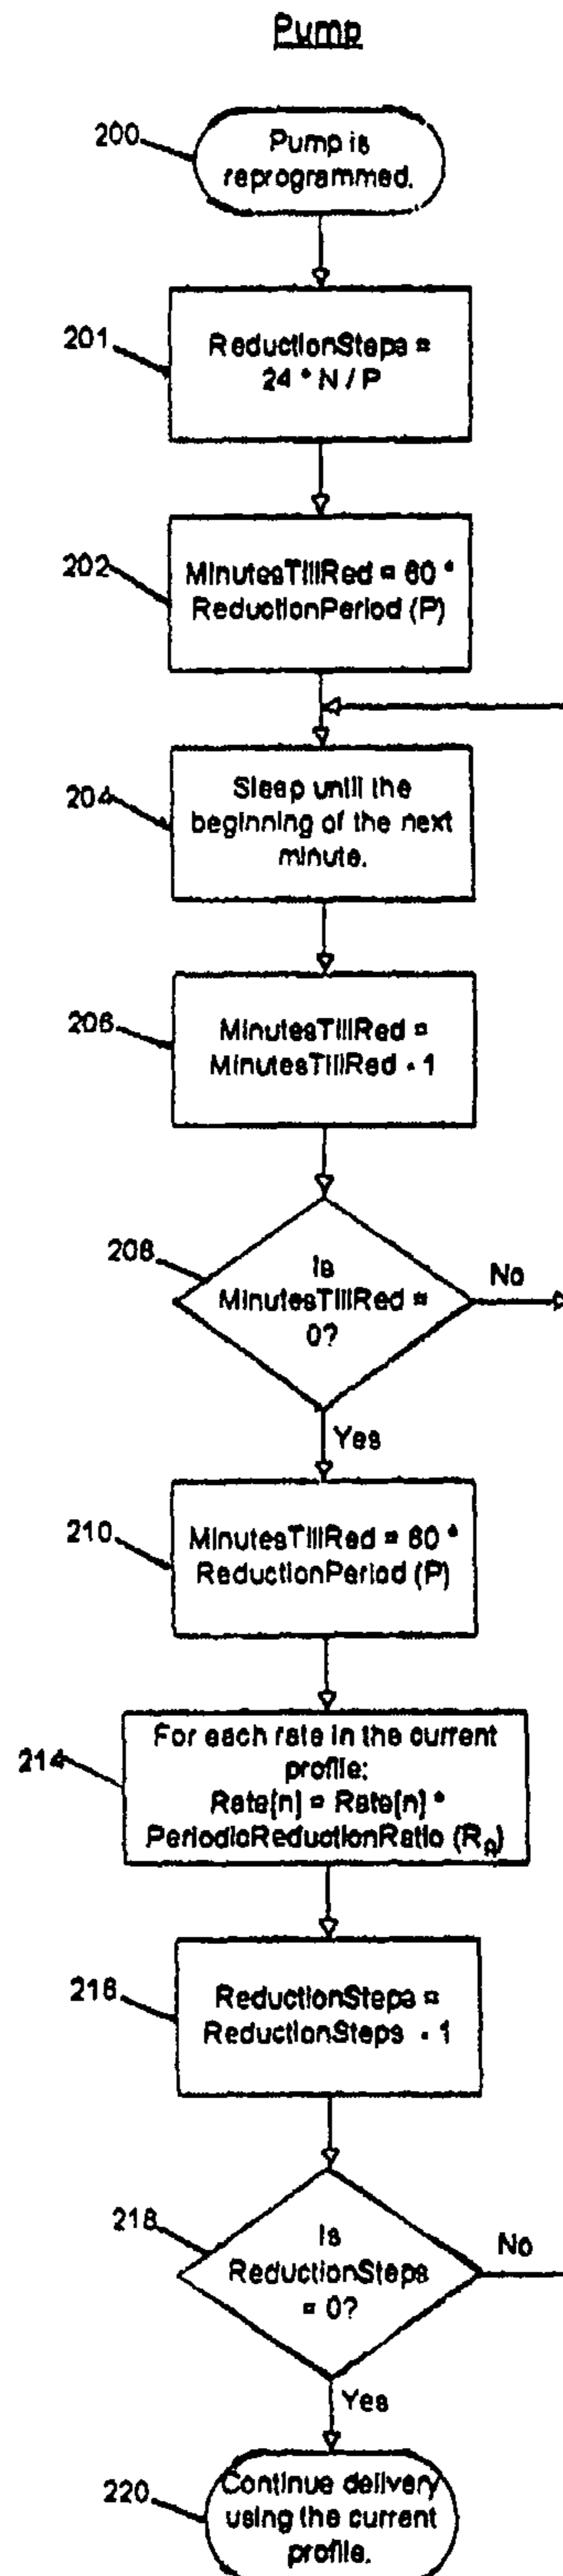 Pump
200
Pump is
reprogrammed.
201
ReductionSteps =
24 * N / P
202
MinutesTillRed = 60 *
ReductionPeriod (P)
204
Sleep until the
beginning of the next
minute.
206
MinutesTillRed =
MinutesTillRed - 1
208
Is
MinutesTillRed =
0?
No
Yes
210
MinutesTillRed = 60 *
ReductionPeriod (P)
214
For each rate in the current
profile:
Rate[n] = Rate[n] *
PeriodicReductionRatio (Rₙ)
216
ReductionSteps =
ReductionSteps - 1
218
Is
ReductionSteps
= 0?
No
Yes
220
Continue delivery
using the current
profile.